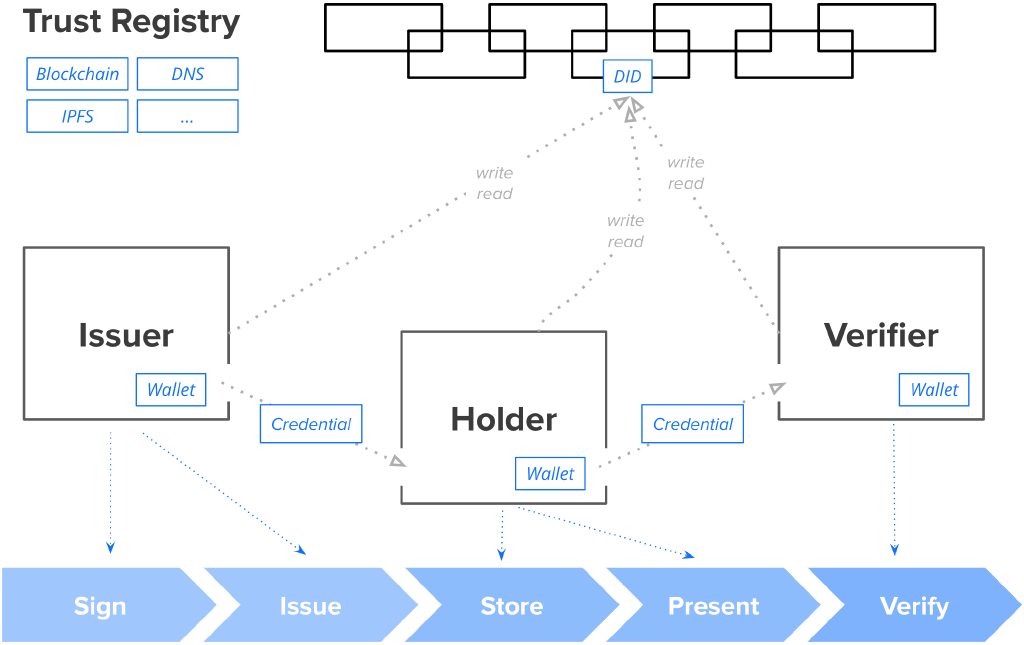 Trust Registry
Blockchain
DNS
IPFS
...
DID
write
read
write
read
write
read
Issuer
Wallet
Credential
Holder
Wallet
Credential
Verifier
Wallet
Sign
Issue
Store
Present
Verify